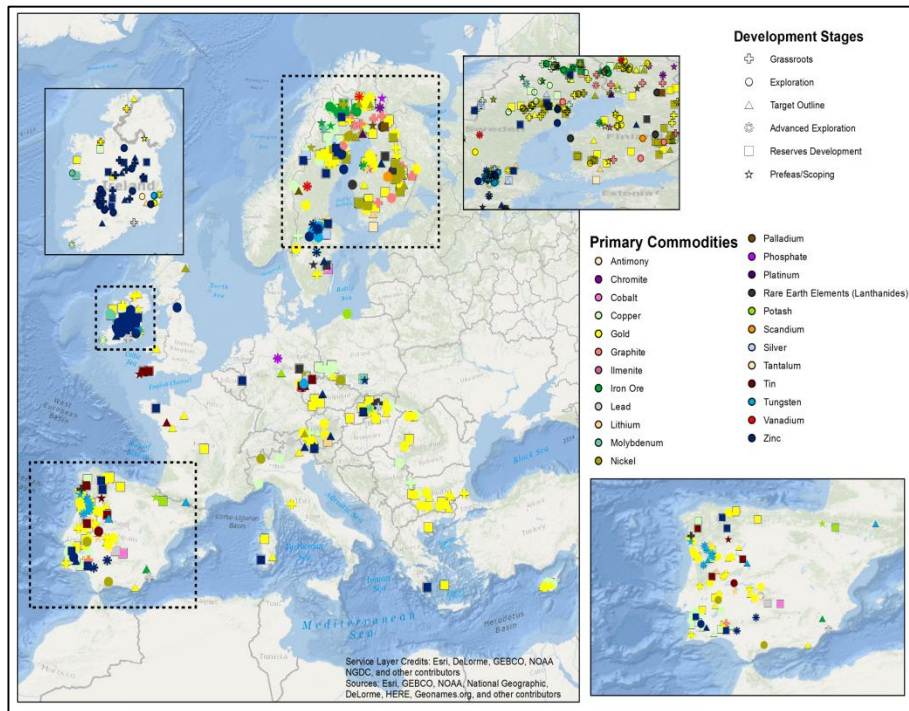 Development Stages
Grassroots
Exploration
Target Outline
Advanced Exploration
Reserves Development
Prefeas/Scoping
Primary Commodities
Antimony
Chromite
Cobalt
Copper
Gold
Graphite
Ilmenite
Iron Ore
Lead
Lithium
Molybdenum
Nickel
Palladium
Phosphate
Platinum
Rare Earth Elements (Lanthanides)
Potash
Scandium
Silver
Tantalum
Tin
Tungsten
Vanadium
Zinc
Sweden
Estonia
North
Sea
Baltic
Sea
English Channel
West
European
Basin
Black Sea
Mediterranean
Sea
Herodotus
Basin
Turkey
Morocco
Service Layer Credits: Esri, DeLorme, GEBCO, NOAA
NGDC, and other contributors
Sources: Esri, GEBCO, NOAA, National Geographic,
DeLorme, HERE, Geonames.org, and other contributors